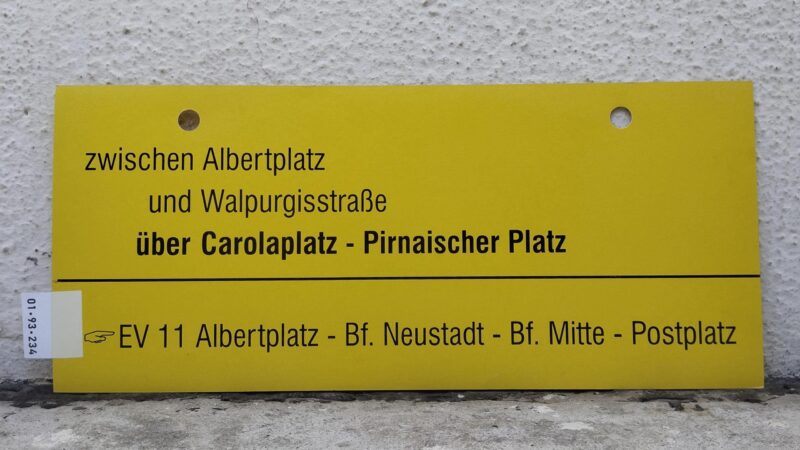 zwischen Albertplatz
und Walpurgisstraße
über Carolaplatz - Pirnaischer Platz
☞EV 11 Albertplatz - Bf. Neustadt - Bf. Mitte - Postplatz
01·93·234